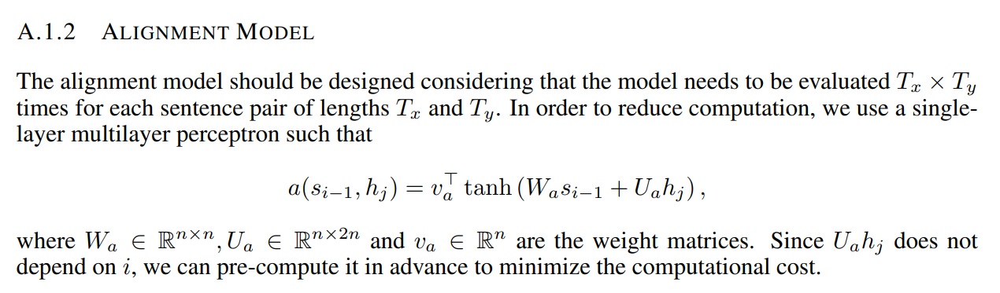 A.1.2 ALIGNMENT MODEL
The alignment model should be designed considering that the model needs to be evaluated $T_x \times T_y$
times for each sentence pair of lengths $T_x$ and $T_y$. In order to reduce computation, we use a single-
layer multilayer perceptron such that
$a(s_{i-1}, h_j) = v_a^\top \tanh (W_a s_{i-1} + U_a h_j),$
where $W_a \in \mathbb{R}^{n \times n}, U_a \in \mathbb{R}^{n \times 2n}$ and $v_a \in \mathbb{R}^n$ are the weight matrices. Since $U_a h_j$ does not
depend on $i$, we can pre-compute it in advance to minimize the computational cost.